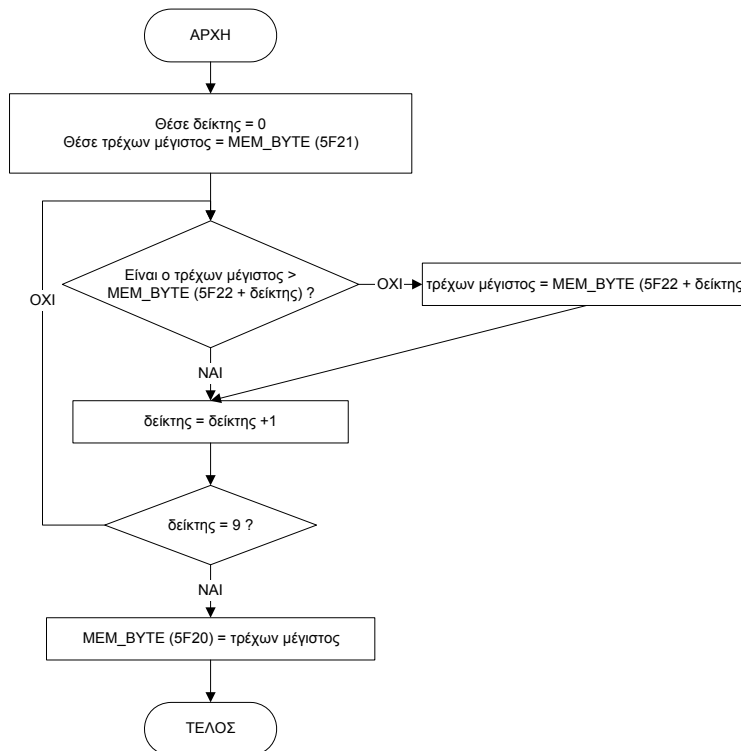 ΑΡΧΗ
Θέσε δείκτης = 0
Θέσε τρέχων μέγιστος = MEM_BYTE (5F21)
Είναι ο τρέχων μέγιστος >
MEM_BYTE (5F22 + δείκτης) ?
ΟΧΙ
τρέχων μέγιστος = MEM_BYTE (5F22 + δείκτης
ΟΧΙ
ΝΑΙ
δείκτης = δείκτης +1
δείκτης = 9 ?
ΝΑΙ
MEM_BYTE (5F20) = τρέχων μέγιστος
ΤΕΛΟΣ